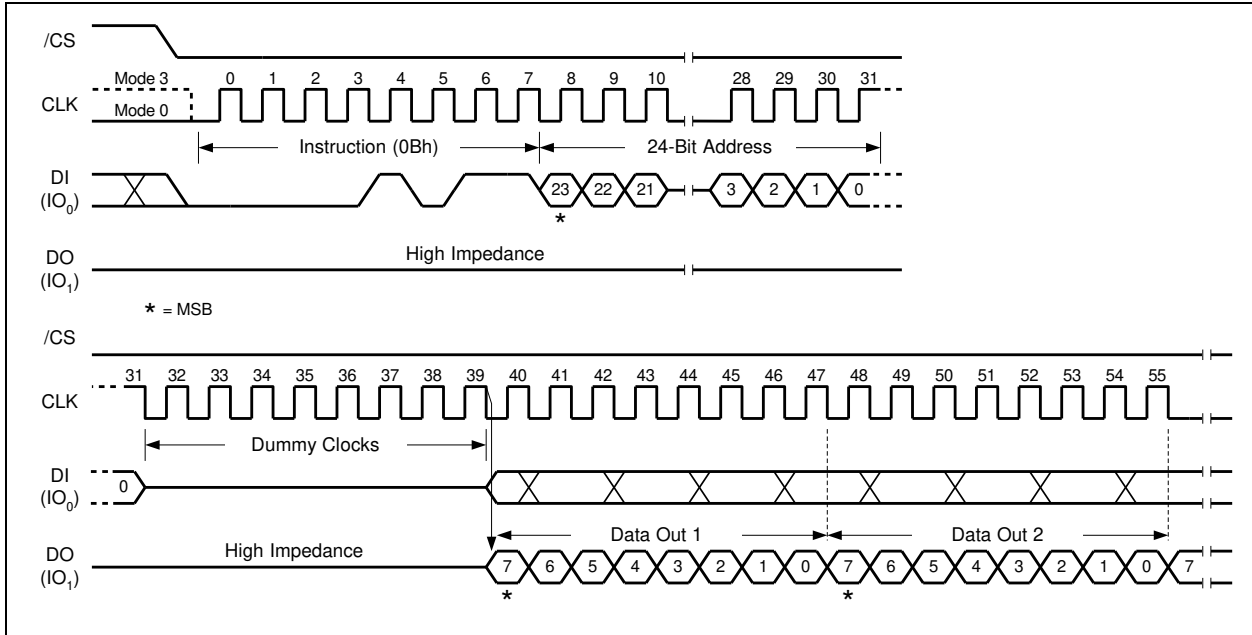 /CS
Mode 3 0 1 2 3 4 5 6 7 8 9 10 28 29 30 31
CLK Mode 0
Instruction (0Bh) 24-Bit Address
DI
(IO0) 23 22 21 3 2 1 0
*
DO High Impedance
(IO1)
* = MSB
/CS
31 32 33 34 35 36 37 38 39 40 41 42 43 44 45 46 47 48 49 50 51 52 53 54 55
CLK
Dummy Clocks
DI
(IO0) 0
Data Out 1 Data Out 2
DO High Impedance
(IO1) 7 6 5 4 3 2 1 0 7 6 5 4 3 2 1 0 7
* *